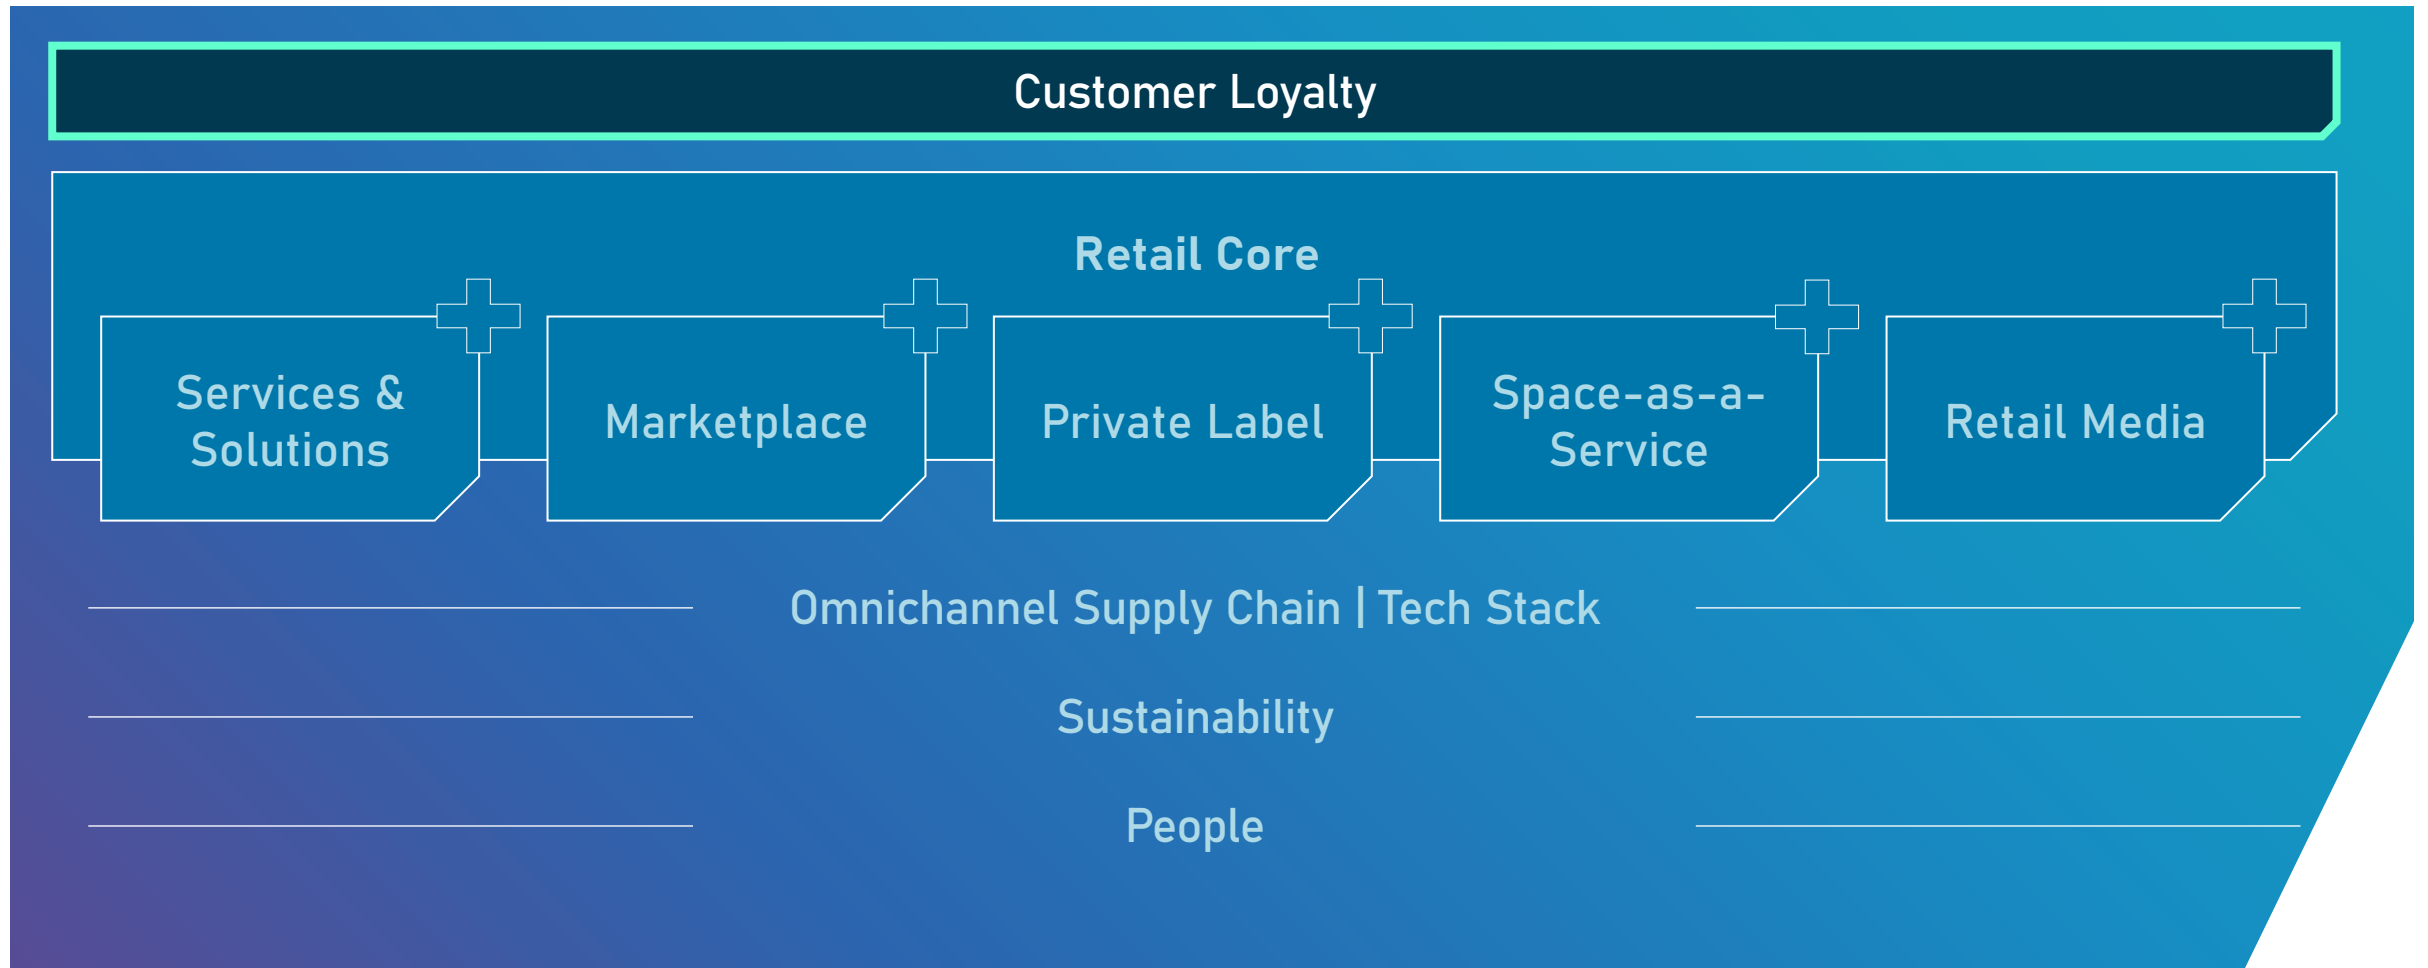 Customer Loyalty
Retail Core
Services &
Solutions
Marketplace
Private Label
Space-as-a-
Service
Retail Media
Omnichannel Supply Chain | Tech Stack
Sustainability
People